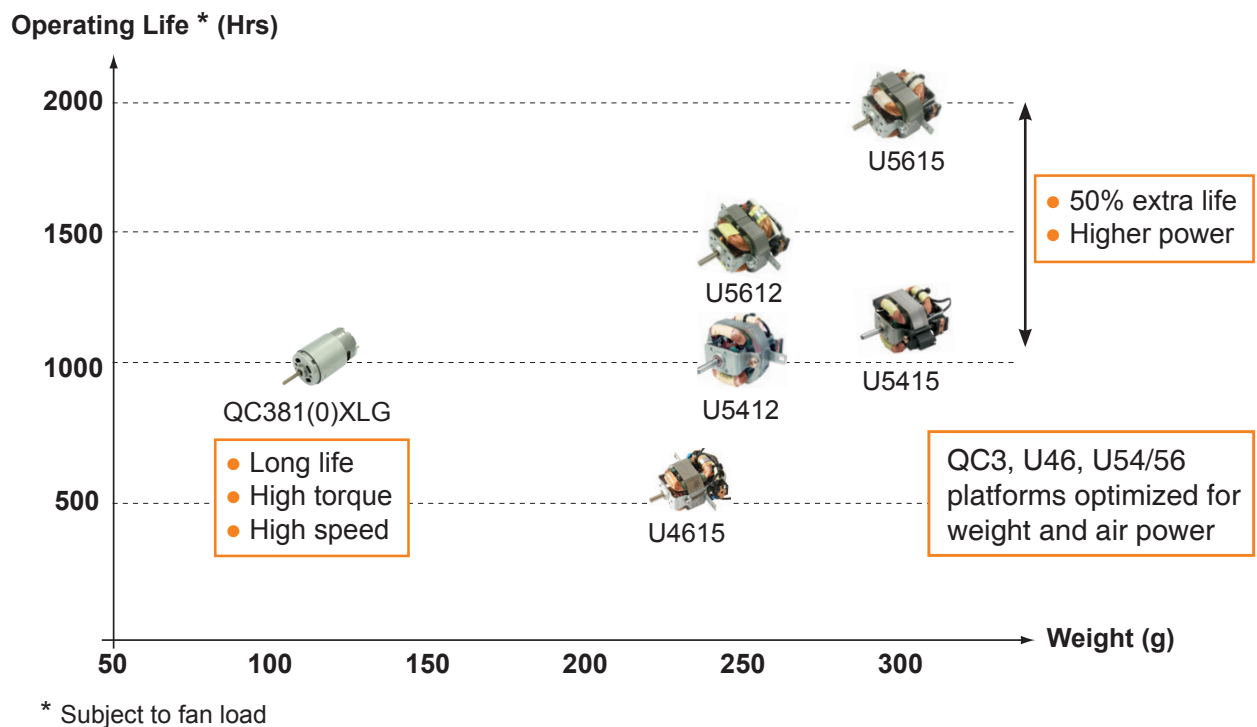 Operating Life * (Hrs)
2000
U5615
• 50% extra life
• Higher power
1500
U5612
1000
U5412
U5415
QC381(0)XLG
• Long life
• High torque
• High speed
QC3, U46, U54/56
platforms optimized for
weight and air power
500
U4615
Weight (g)
50 100 150 200 250 300
* Subject to fan load